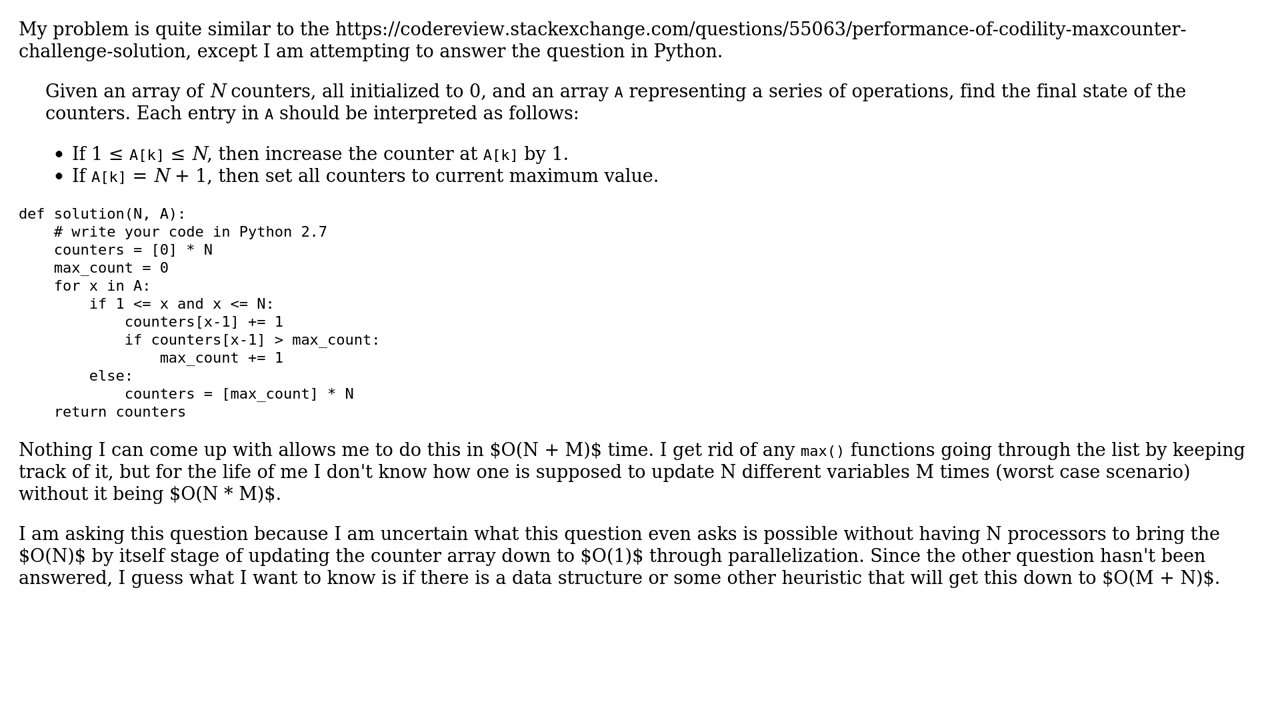 My problem is quite similar to the https://codereview.stackexchange.com/questions/55063/performance-of-codility-maxcounter-
challenge-solution, except I am attempting to answer the question in Python.
Given an array of N counters, all initialized to 0, and an array A representing a series of operations, find the final state of the
counters. Each entry in A should be interpreted as follows:
• If 1 ≤ A[k] ≤ N, then increase the counter at A[k] by 1.
• If A[k] = N + 1, then set all counters to current maximum value.
def solution(N, A):
    # write your code in Python 2.7
    counters = [0] * N
    max_count = 0
    for x in A:
        if 1 <= x and x <= N:
            counters[x-1] += 1
            if counters[x-1] > max_count:
                max_count += 1
        else:
            counters = [max_count] * N
    return counters
Nothing I can come up with allows me to do this in $O(N + M)$ time. I get rid of any max() functions going through the list by keeping
track of it, but for the life of me I don't know how one is supposed to update N different variables M times (worst case scenario)
without it being $O(N * M)$.
I am asking this question because I am uncertain what this question even asks is possible without having N processors to bring the
$O(N)$ by itself stage of updating the counter array down to $O(1)$ through parallelization. Since the other question hasn't been
answered, I guess what I want to know is if there is a data structure or some other heuristic that will get this down to $O(M + N)$.